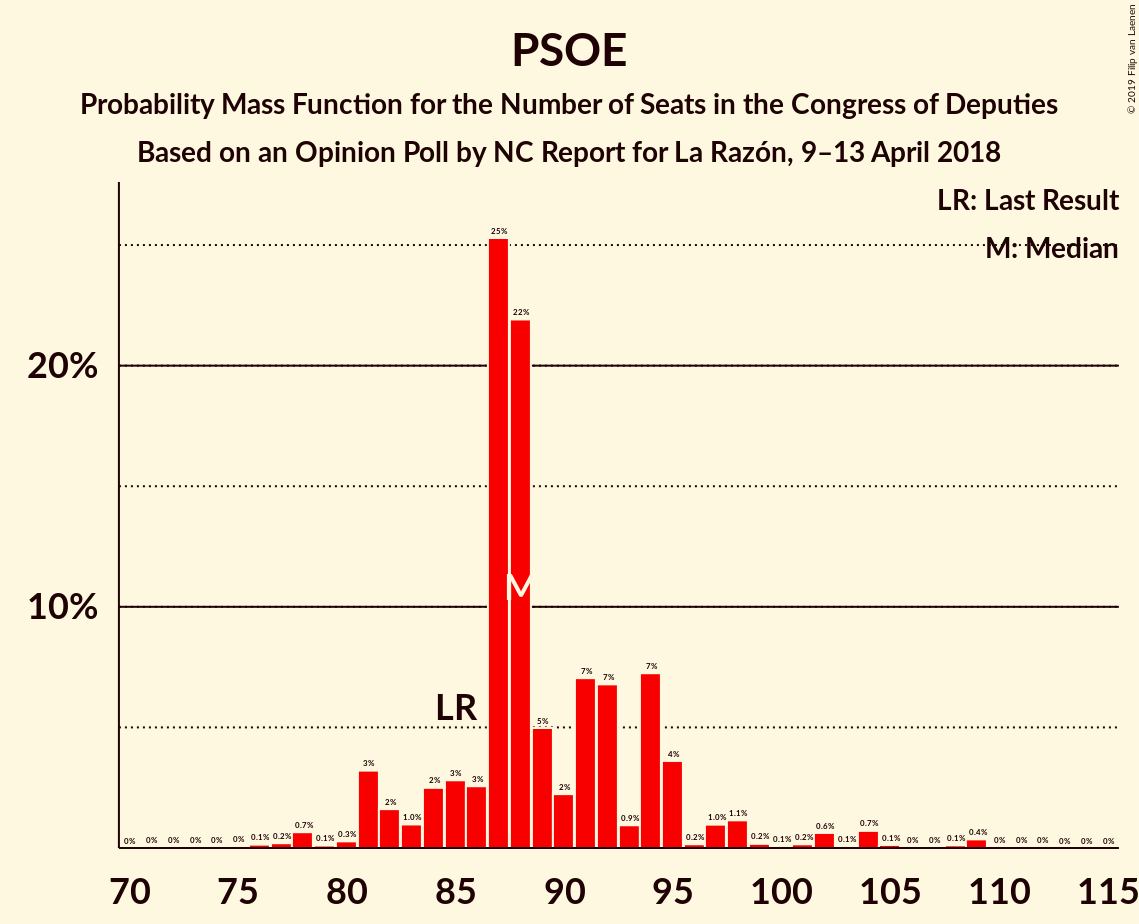 PSOE
Probability Mass Function for the Number of Seats in the Congress of Deputies
Based on an Opinion Poll by NC Report for La Razón, 9–13 April 2018
© 2019 Filip van Laenen
LR: Last Result
M: Median
20%
10%
LR
M
0% 0% 0% 0% 0% 0% 0.1% 0.2% 0.7% 0.1% 0.3% 3% 2% 1.0% 2% 3% 3% 25% 22% 5% 2% 7% 7% 0.9% 7% 4% 0.2% 1.0% 1.1% 0.2% 0.1% 0.2% 0.6% 0.1% 0.7% 0.1% 0% 0% 0.1% 0.4% 0% 0% 0% 0% 0% 0%
70 75 80 85 90 95 100 105 110 115